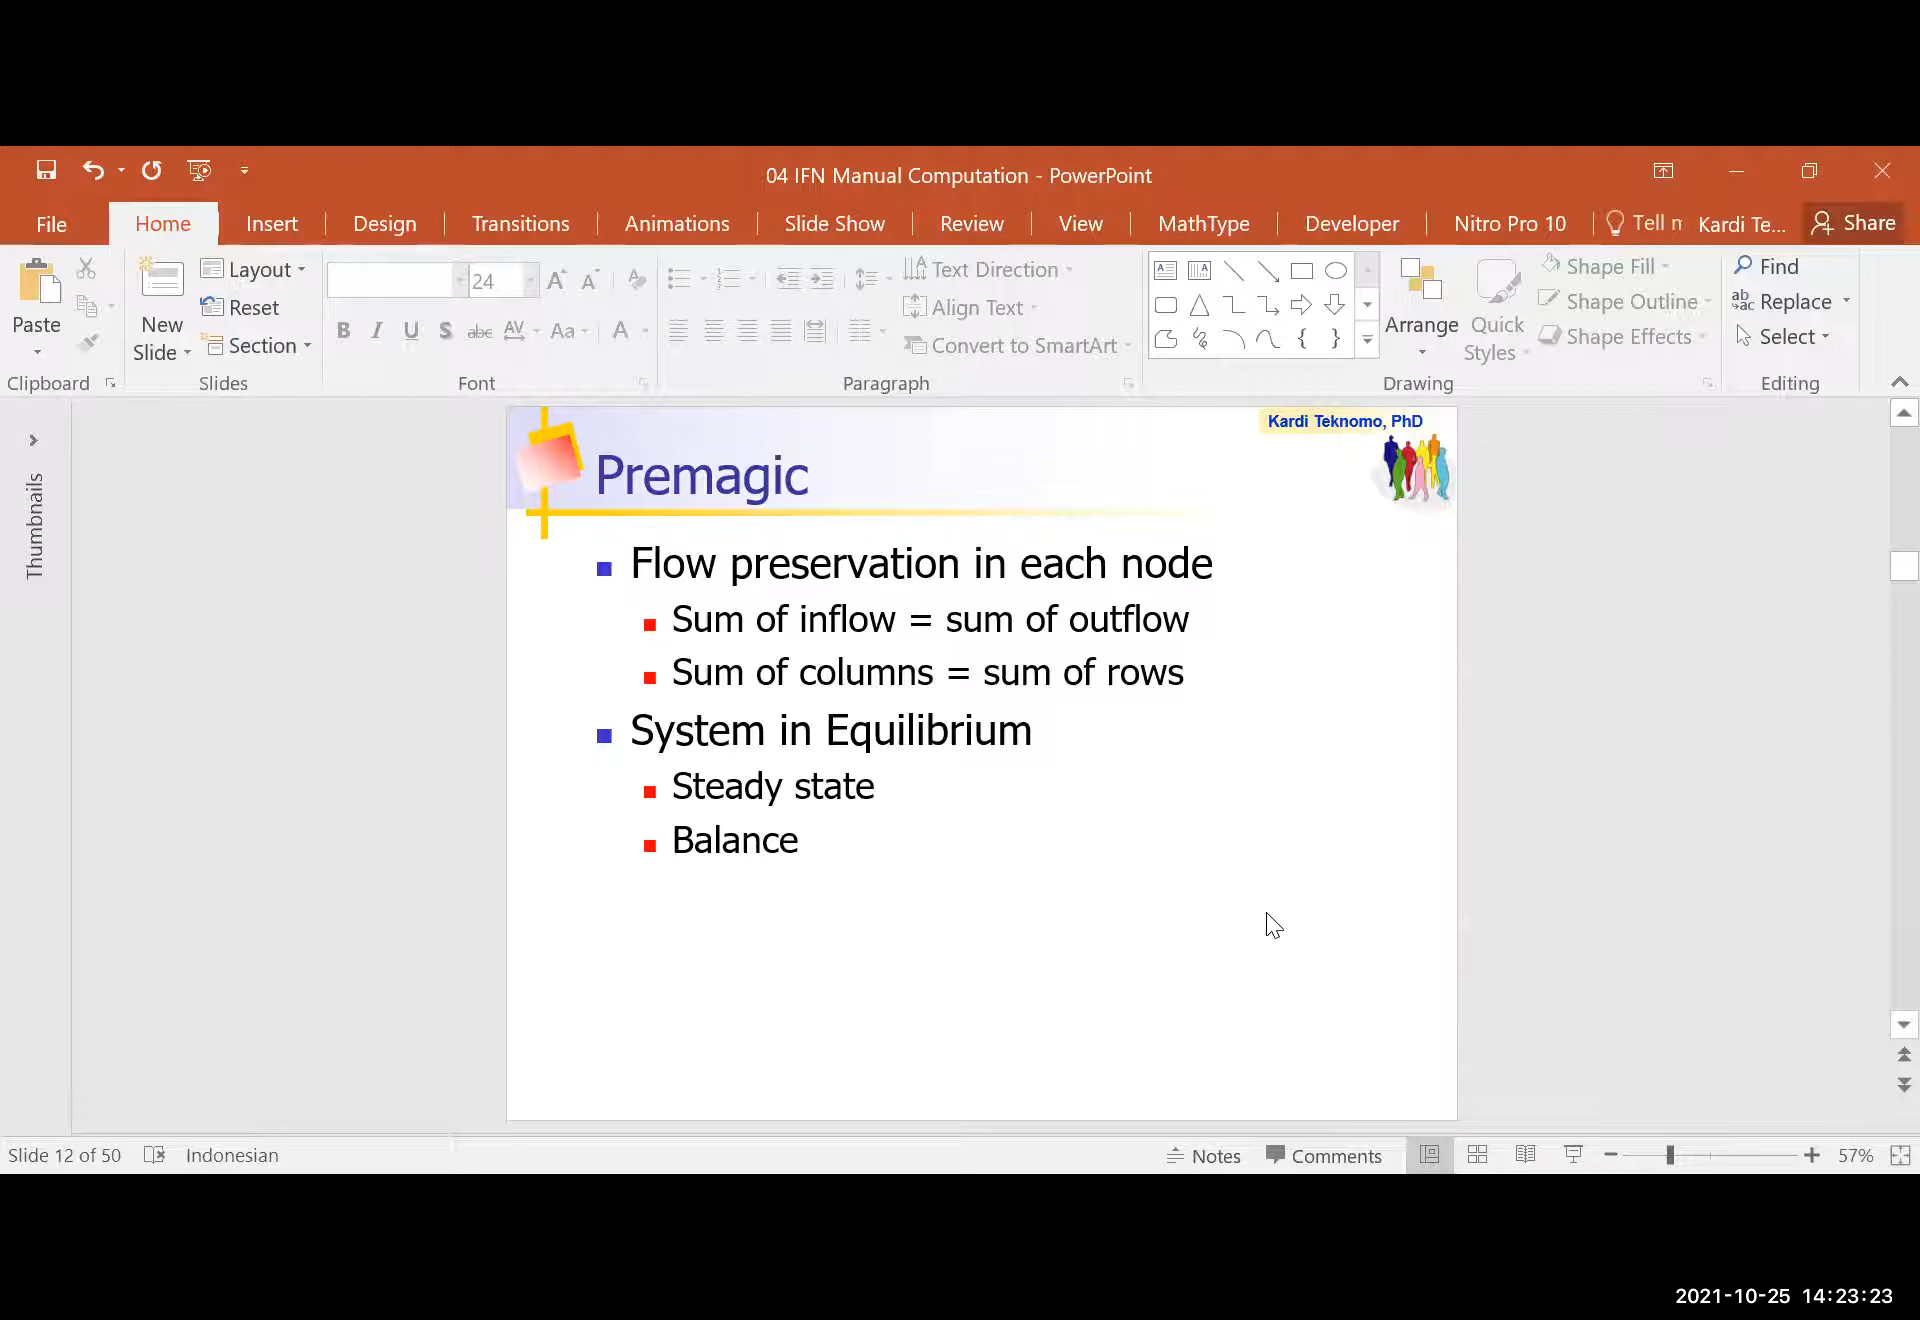 04 IFN Manual Computation - PowerPoint
File Home Insert Design Transitions Animations Slide Show Review View MathType Developer Nitro Pro 10 Tell Kardi Te... Share
Paste
Clipboard
New
Slide
Layout
Reset
Section
Slides
24
B I U S abc AV Aa A
Font
Text Direction
Align Text
Convert to SmartArt
Paragraph
Arrange
Quick
Styles
Shape Fill
Shape Outline
Shape Effects
Drawing
Find
Replace
Select
Editing
Thumbnails
Kardi Teknomo, PhD
Premagic
Flow preservation in each node
Sum of inflow = sum of outflow
Sum of columns = sum of rows
System in Equilibrium
Steady state
Balance
Slide 12 of 50 Indonesian Notes Comments 57%
2021-10-25 14:23:23